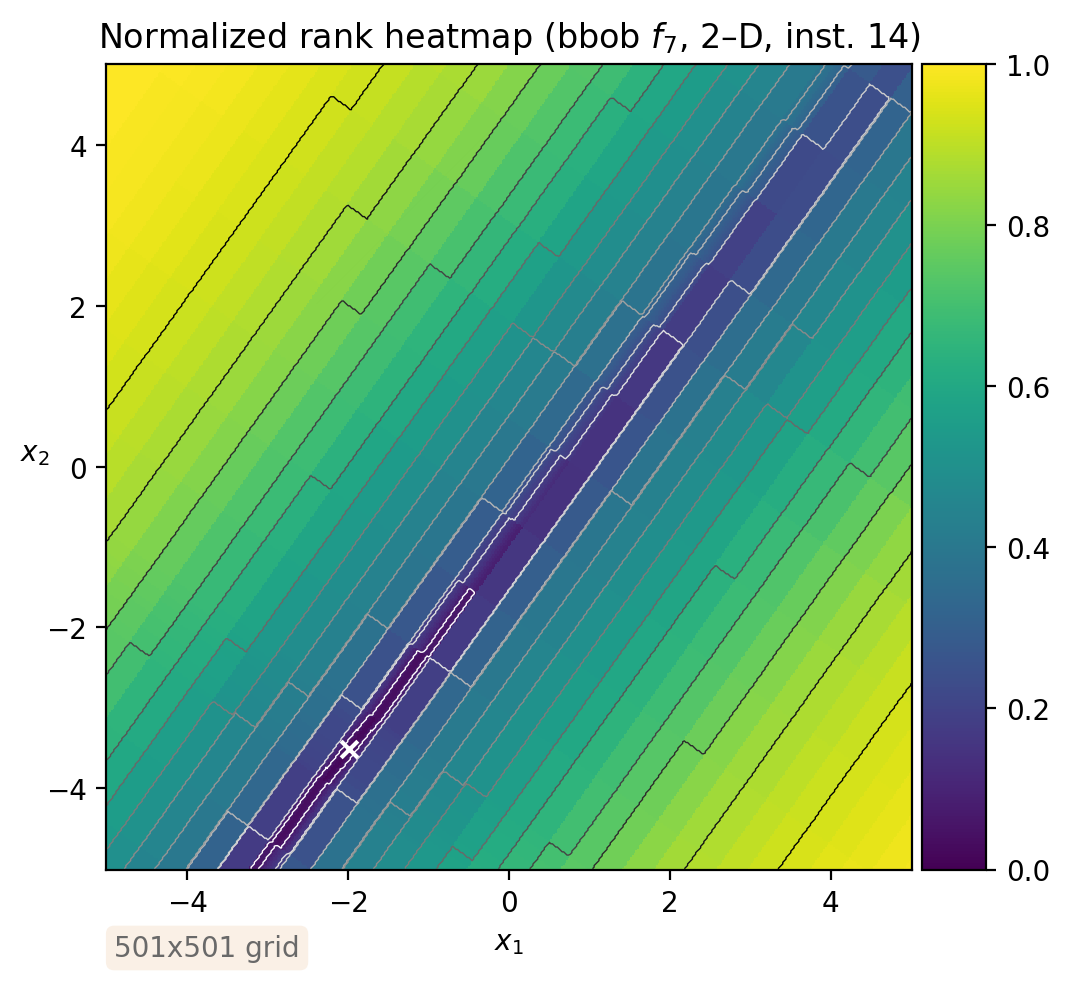 Normalized rank heatmap (bbob f₇, 2–D, inst. 14)
1.0
0.8
0.6
0.4
0.2
0.0
4
2
0
−2
−4
x₂
−4 −2 0 2 4
x₁
501x501 grid